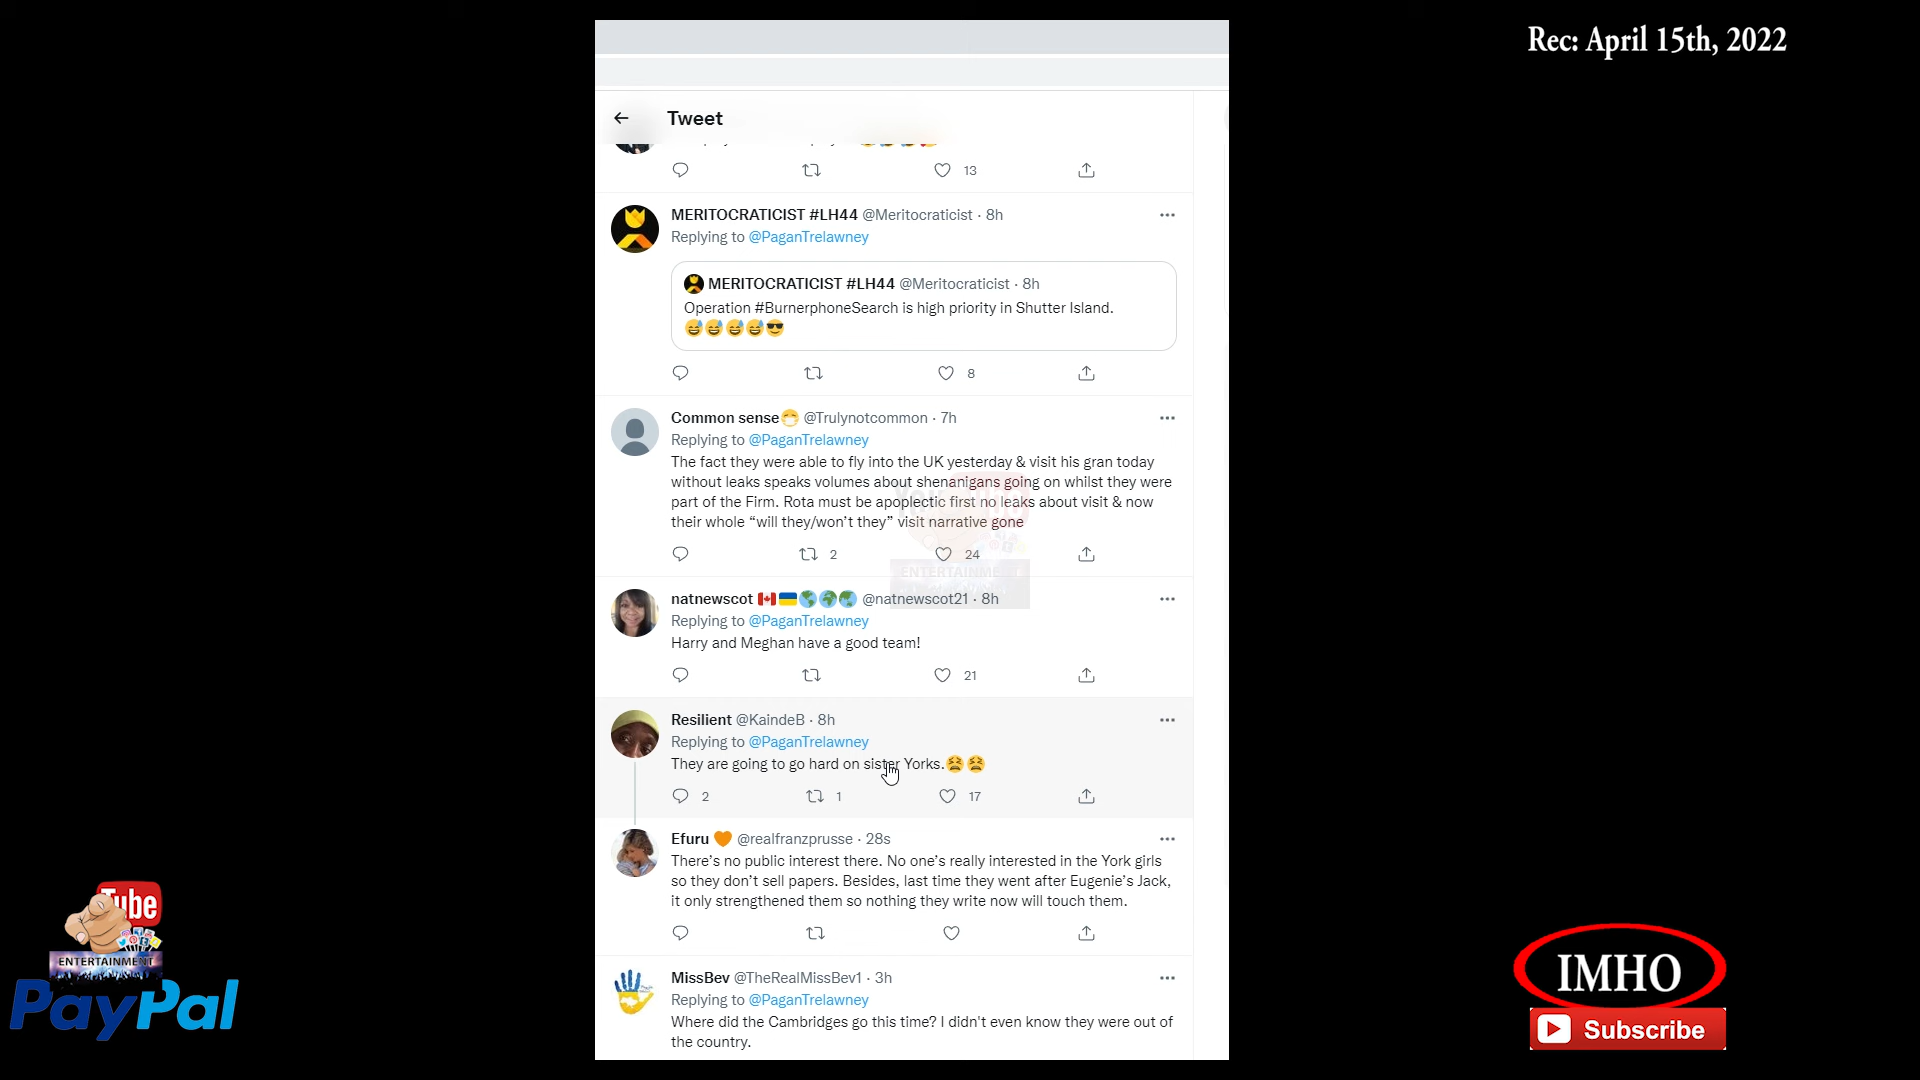 Rec: April 15th, 2022
Tweet
13
MERITOCRATICIST #LH44 @Meritocraticist · 8h
Replying to @PaganTrelawney
MERITOCRATICIST #LH44 @Meritocraticist · 8h
Operation #BurnerphoneSearch is high priority in Shutter Island.
😅😅😅😅😎
8
Common sense😷 @Trulynotcommon · 7h
Replying to @PaganTrelawney
The fact they were able to fly into the UK yesterday & visit his gran today
without leaks speaks volumes about shenanigans going on whilst they were
part of the Firm. Rota must be apoplectic first no leaks about visit & now
their whole “will they/won’t they” visit narrative gone
2 24
ENTERTAINMENT
natnewscot 🇨🇦🇺🇦🌎🌍🌏 @natnewscot21 · 8h
Replying to @PaganTrelawney
Harry and Meghan have a good team!
21
Resilient @KaindeB · 8h
Replying to @PaganTrelawney
They are going to go hard on sister Yorks.😫😫
2 1 17
Efuru 🧡 @realfranzprusse · 28s
There’s no public interest there. No one’s really interested in the York girls
so they don’t sell papers. Besides, last time they went after Eugenie’s Jack,
it only strengthened them so nothing they write now will touch them.
MissBev @TheRealMissBev1 · 3h
Replying to @PaganTrelawney
Where did the Cambridges go this time? I didn't even know they were out of
the country.
Tube
ENTERTAINMENT
PayPal
IMHO
Subscribe